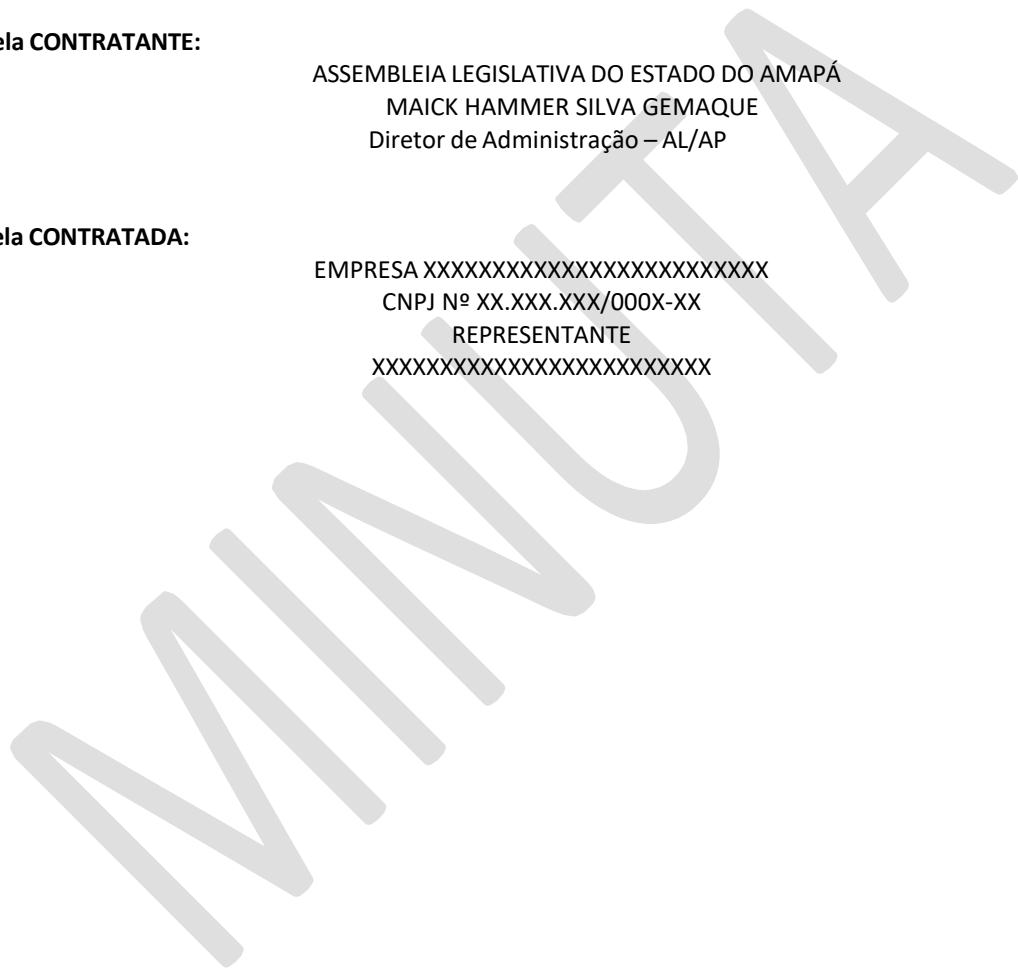 ela CONTRATANTE:
ASSEMBLEIA LEGISLATIVA DO ESTADO DO AMAPÁ
MAICK HAMMER SILVA GEMAQUE
Diretor de Administração – AL/AP
ela CONTRATADA:
EMPRESA XXXXXXXXXXXXXXXXXXXXXXXXX
CNPJ Nº XX.XXX.XXX/000X-XX
REPRESENTANTE
XXXXXXXXXXXXXXXXXXXXXXXXX
MINUTA